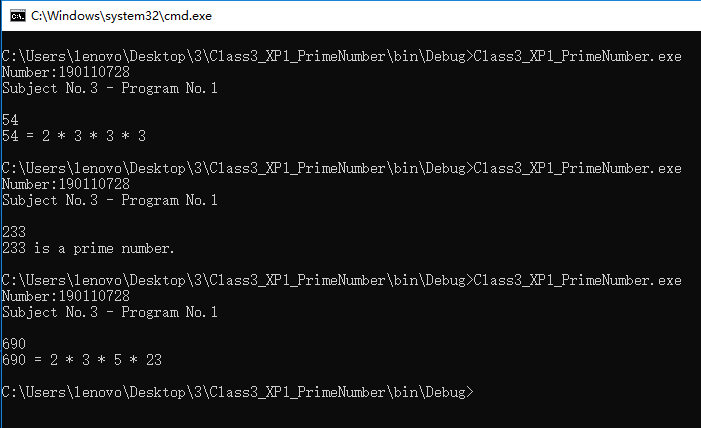 C:\Windows\system32\cmd.exe
C:\Users\lenovo\Desktop\3\Class3_XP1_PrimeNumber\bin\Debug>Class3_XP1_PrimeNumber.exe
Number:190110728
Subject No.3 - Program No.1
54
54 = 2 * 3 * 3 * 3
C:\Users\lenovo\Desktop\3\Class3_XP1_PrimeNumber\bin\Debug>Class3_XP1_PrimeNumber.exe
Number:190110728
Subject No.3 - Program No.1
233
233 is a prime number.
C:\Users\lenovo\Desktop\3\Class3_XP1_PrimeNumber\bin\Debug>Class3_XP1_PrimeNumber.exe
Number:190110728
Subject No.3 - Program No.1
690
690 = 2 * 3 * 5 * 23
C:\Users\lenovo\Desktop\3\Class3_XP1_PrimeNumber\bin\Debug>